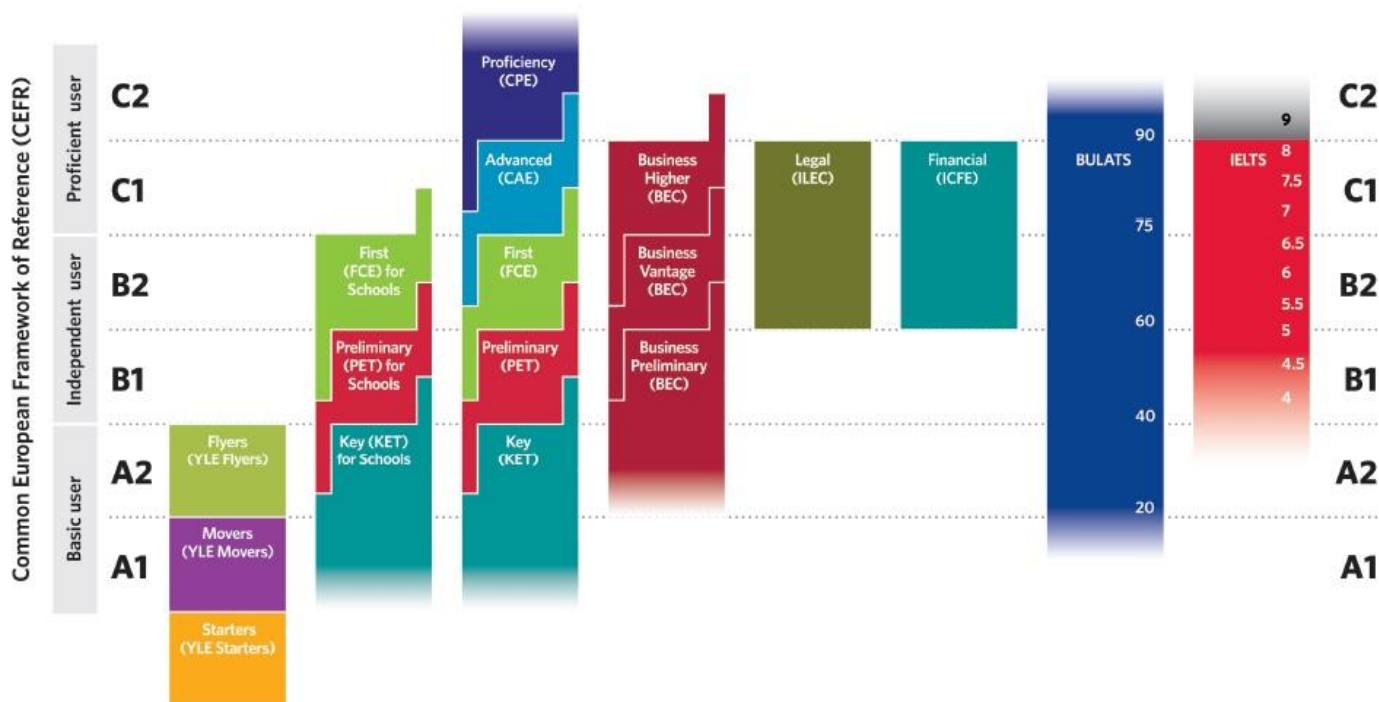 Common European Framework of Reference (CEFR)
Proficient user
Independent user
Basic user
C2
C1
B2
B1
A2
A1
Flyers
(YLE Flyers)
Movers
(YLE Movers)
Starters
(YLE Starters)
First
(FCE) for
Schools
Preliminary
(PET) for
Schools
Key (KET)
for Schools
Proficiency
(CPE)
Advanced
(CAE)
First
(FCE)
Preliminary
(PET)
Key
(KET)
Business
Higher
(BEC)
Business
Vantage
(BEC)
Business
Preliminary
(BEC)
Legal
(ILEC)
Financial
(ICFE)
BULATS
90
75
60
40
20
IELTS
9
8
7.5
7
6.5
6
5.5
5
4.5
4
C2
C1
B2
B1
A2
A1